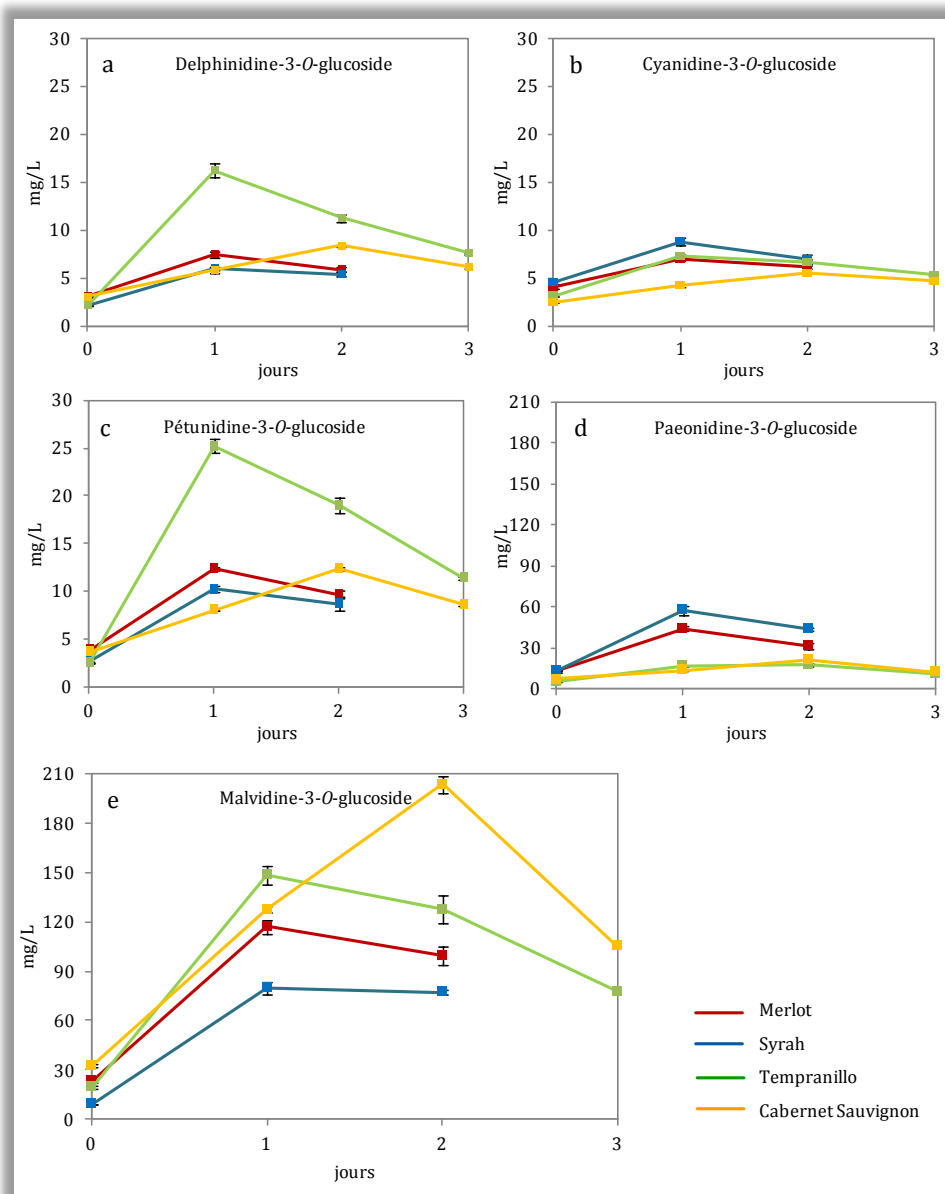 a Delphinidine-3-O-glucoside
30
25
20
15
10
5
0
mg/L
0 1 2 3
jours
b Cyanidine-3-O-glucoside
30
25
20
15
10
5
0
mg/L
0 1 2 3
jours
c Pétunidine-3-O-glucoside
30
25
20
15
10
5
0
mg/L
0 1 2 3
jours
d Paeonidine-3-O-glucoside
210
180
150
120
90
60
30
0
mg/L
0 1 2 3
jours
e Malvidine-3-O-glucoside
210
180
150
120
90
60
30
0
mg/L
0 1 2 3
jours
Merlot
Syrah
Tempranillo
Cabernet Sauvignon